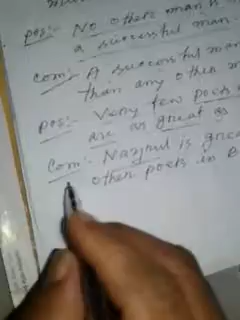 pos:- No other man is
a successful man.
Com:- A successful man
than any other m
pos:- Very few poets
are as great as
Com:- Nazrul is grea
other poets in B